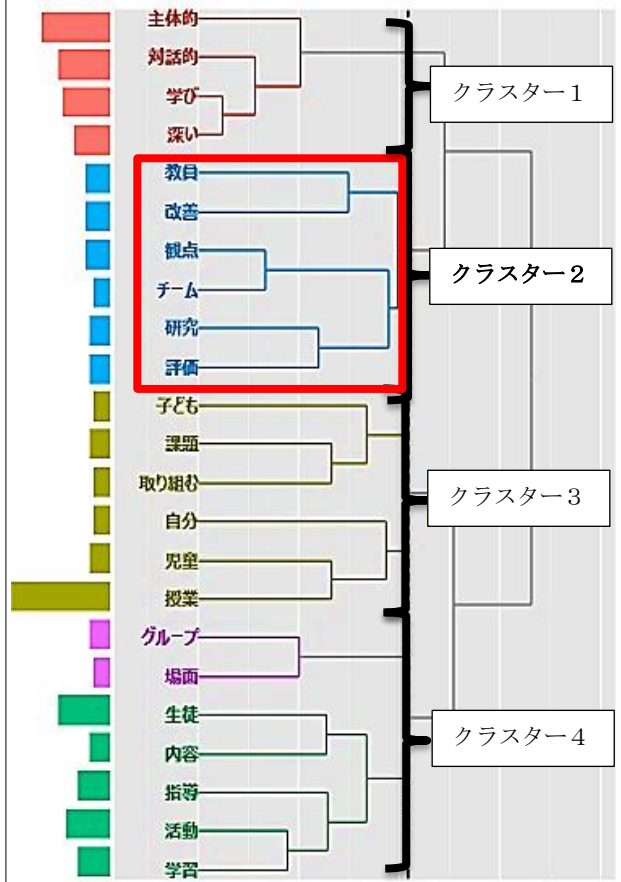 主体的
対話的
学び
深い
クラスター１
教員
改善
観点
チーム
研究
評価
クラスター２
子ども
課題
取り組む
自分
児童
授業
クラスター３
グループ
場面
生徒
内容
指導
活動
学習
クラスター４